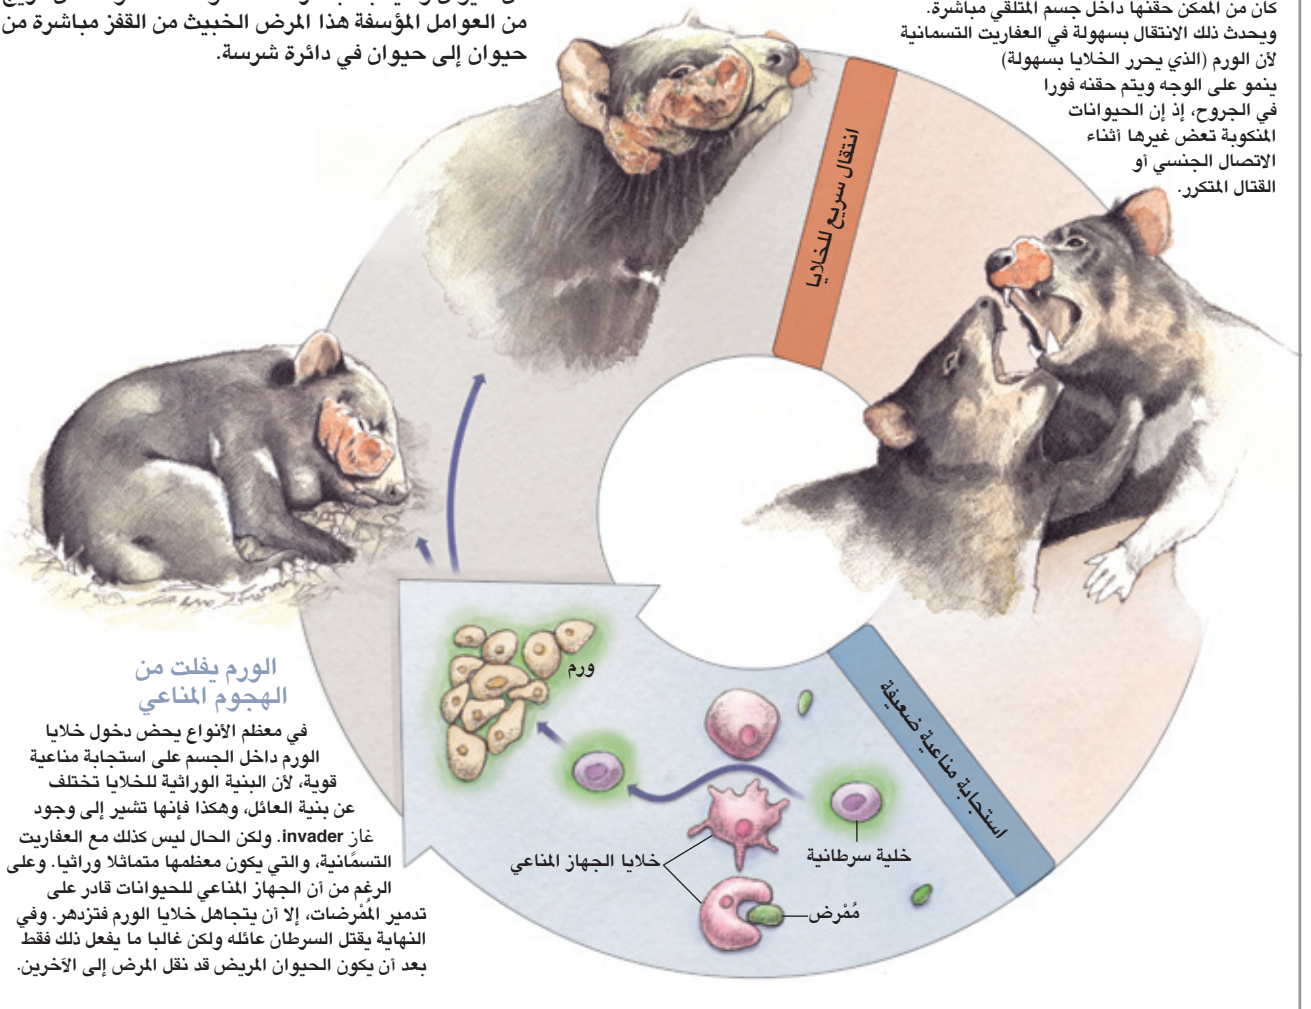 من العوامل المؤسفة هذا المرض الخبيث من القفز مباشرة من
حيوان إلى حيوان في دائرة شرسة.
كان من الممكن حقنها داخل جسم المتلقي مباشرة.
ويحدث ذلك الانتقال بسهولة في العفاريت التسمانية
لأن الورم (الذي يحرر الخلايا بسهولة)
ينمو على الوجه ويتم حقنه فورا
في الجروح، إذ إن الحيوانات
المنكوبة تعض غيرها أثناء
الاتصال الجنسي أو
القتال المتكرر.
انتقال سريع للخلايا
استجابة مناعية ضعيفة
ورم
خلية سرطانية
خلايا الجهاز المناعي
مُمْرض
الورم يفلت من
الهجوم المناعي
في معظم الأنواع يحض دخول خلايا
الورم داخل الجسم على استجابة مناعية
قوية، لأن البنية الوراثية للخلايا تختلف
عن بنية العائل، وهكذا فإنها تشير إلى وجود
غازٍ invader. ولكن الحال ليس كذلك مع العفاريت
التسمانية، والتي يكون معظمها متماثلا وراثيا. وعلى
الرغم من أن الجهاز المناعي للحيوانات قادر على
تدمير المُمْرضات، إلا أن يتجاهل خلايا الورم فتزدهر. وفي
النهاية يقتل السرطان عائله ولكن غالبا ما يفعل ذلك فقط
بعد أن يكون الحيوان المريض قد نقل المرض إلى الآخرين.